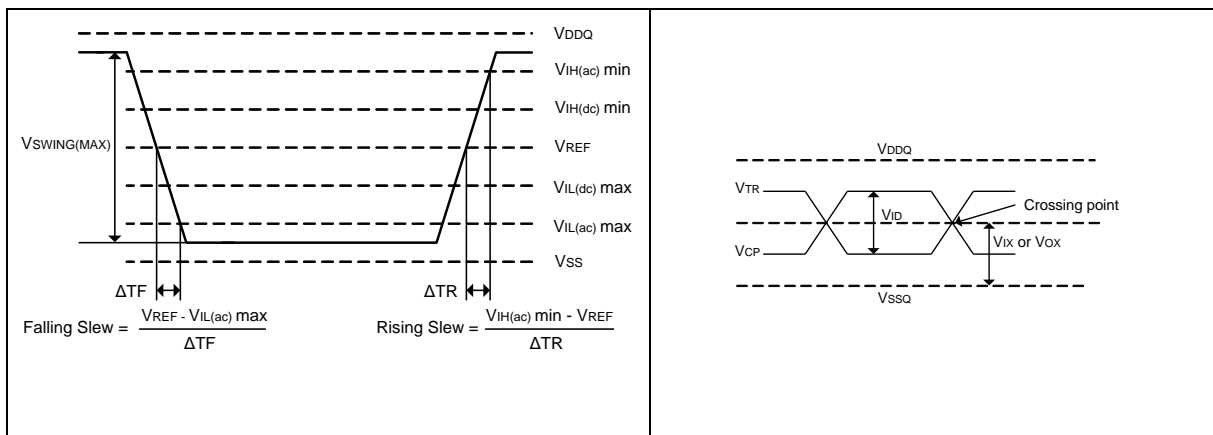 VDDQ
VIH(ac) min
VIH(dc) min
VSWING(MAX)
VREF
VIL(dc) max
VIL(ac) max
VSS
ΔTF
ΔTR
Falling Slew = VREF - VIL(ac) max
ΔTF
Rising Slew = VIH(ac) min - VREF
ΔTR
VDDQ
VTR
VID
Crossing point
VCP
VIX or VOX
VSSQ